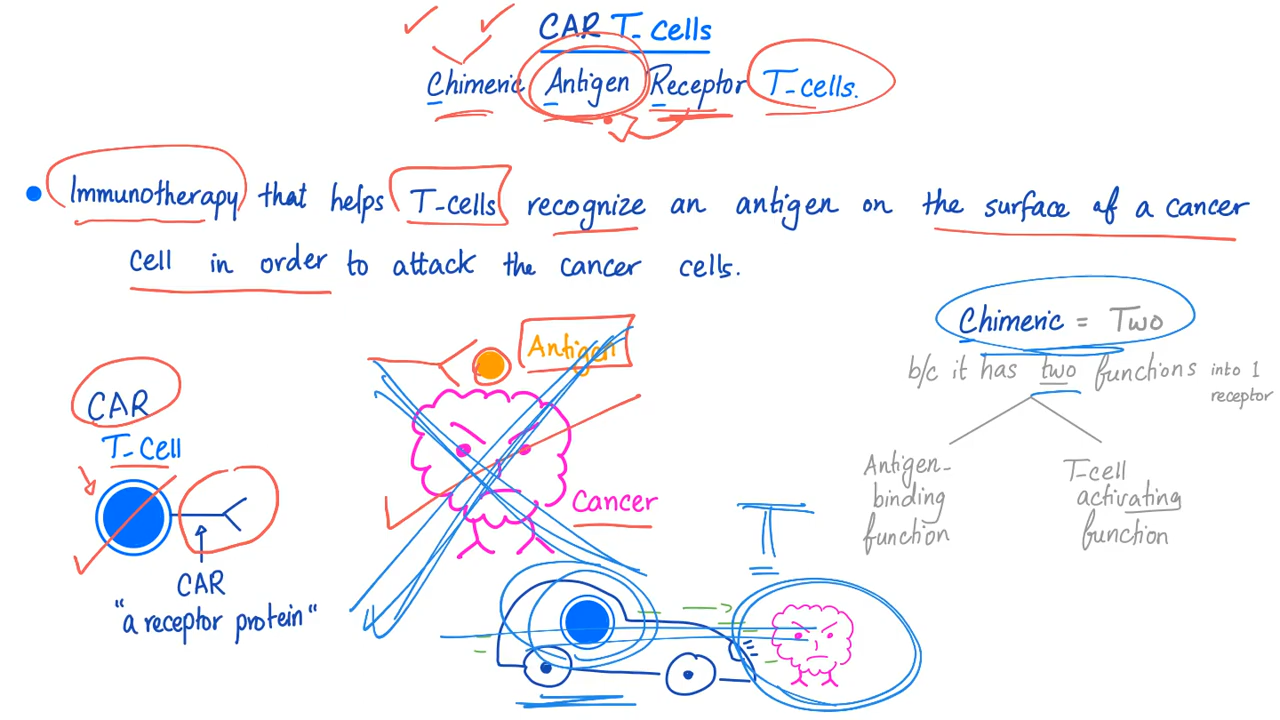 CAR T-cells
Chimeric Antigen Receptor T-cells.
Immunotherapy that helps T-cells recognize an antigen on the surface of a cancer
cell in order to attack the cancer cells.
Chimeric = Two
b/c it has two functions into 1
receptor
Antigen-
binding
function
T-cell
activating
function
Antigen
Cancer
CAR
T-Cell
CAR
"a receptor protein"
T